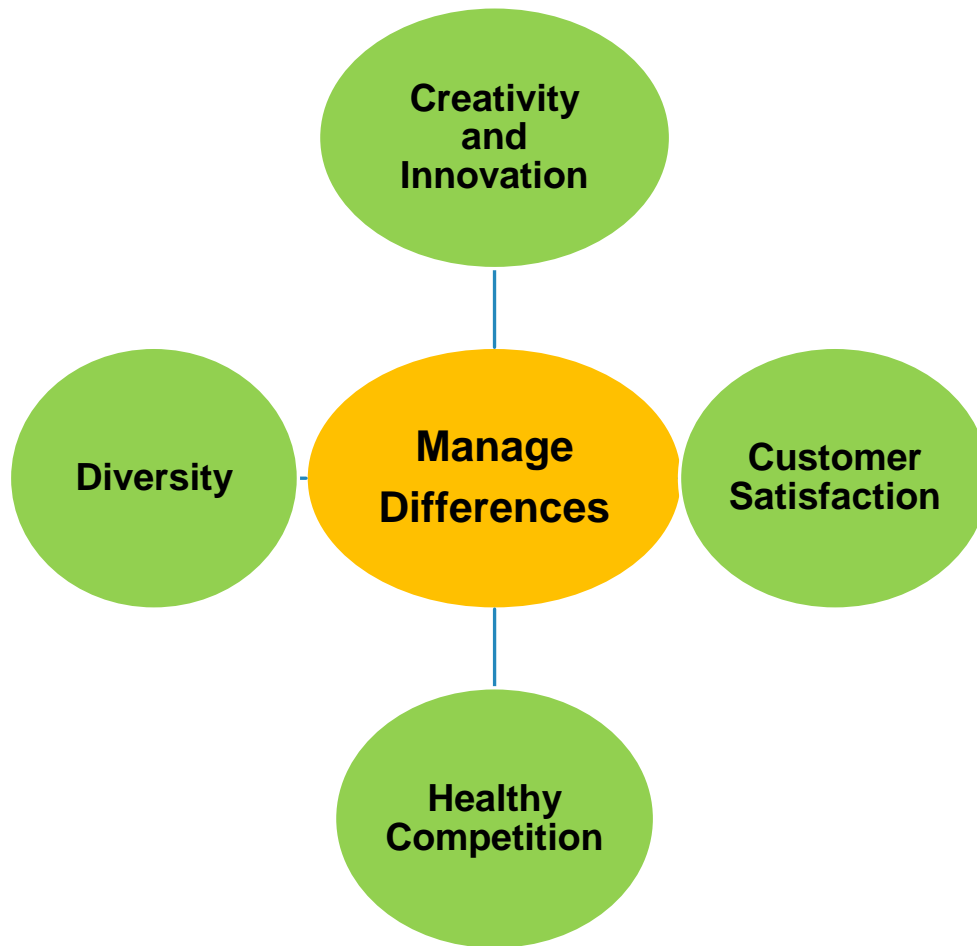 Creativity
and
Innovation
Diversity
Manage
Differences
Customer
Satisfaction
Healthy
Competition